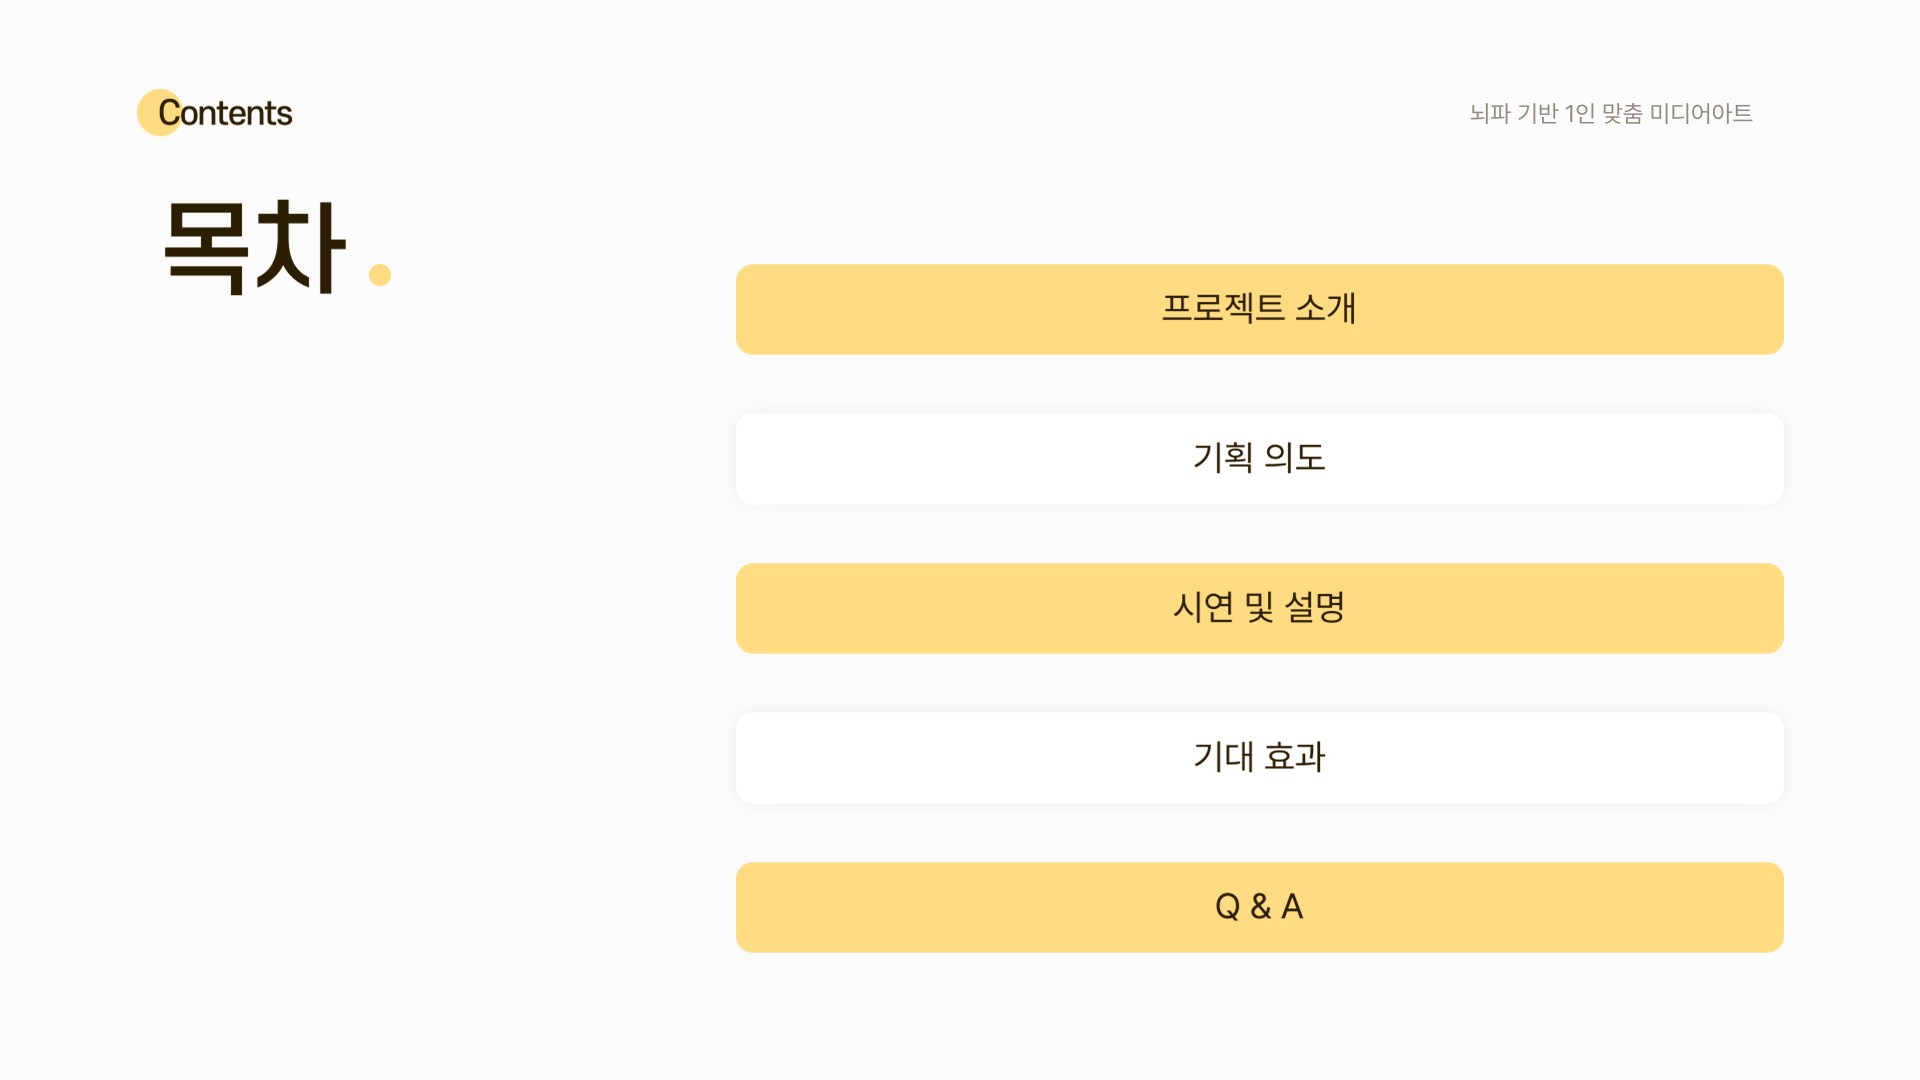 Contents
뇌파 기반 1인 맞춤 미디어아트
목차.
프로젝트 소개
기획 의도
시연 및 설명
기대 효과
Q & A